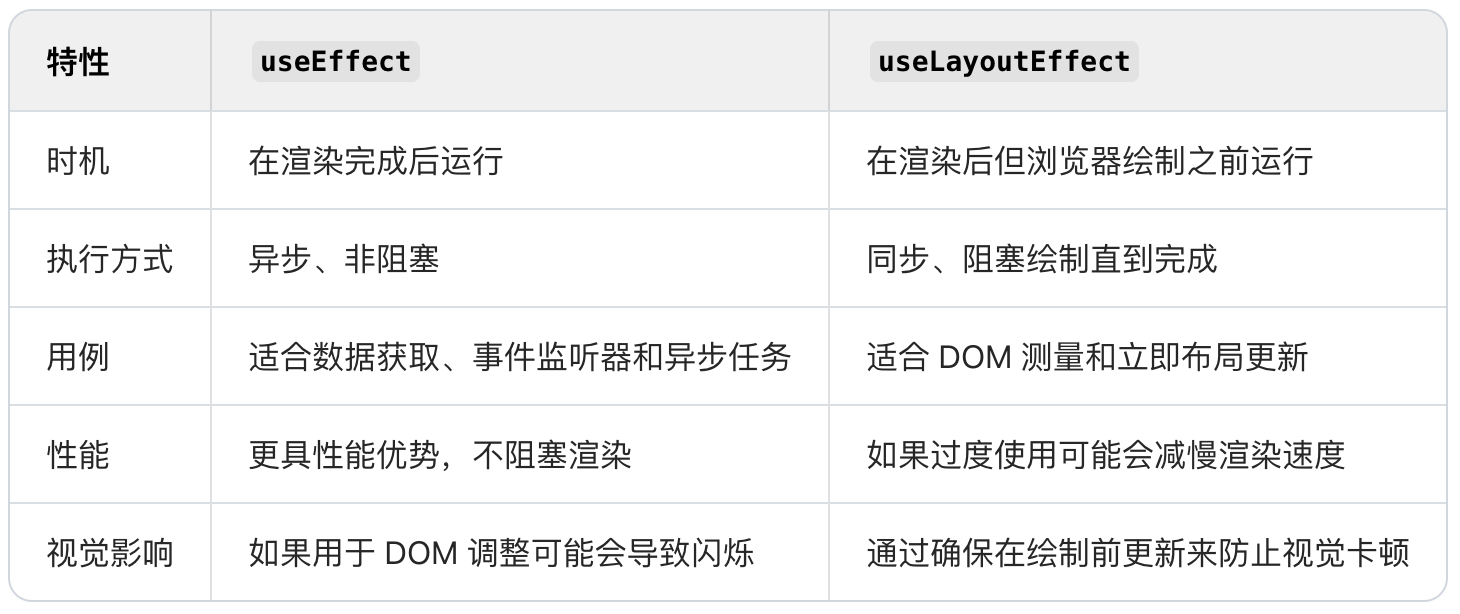 特性 useEffect useLayoutEffect
时机 在渲染完成后运行 在渲染后但浏览器绘制之前运行
执行方式 异步、非阻塞 同步、阻塞绘制直到完成
用例 适合数据获取、事件监听器和异步任务 适合 DOM 测量和立即布局更新
性能 更具性能优势，不阻塞渲染 如果过度使用可能会减慢渲染速度
视觉影响 如果用于 DOM 调整可能会导致闪烁 通过确保在绘制前更新来防止视觉卡顿